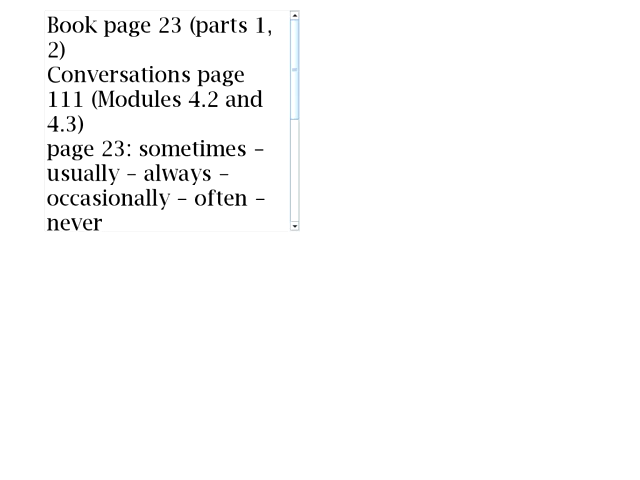 Book page 23 (parts 1,
2)
Conversations page
111 (Modules 4.2 and
4.3)
page 23: sometimes –
usually – always –
occasionally – often –
never